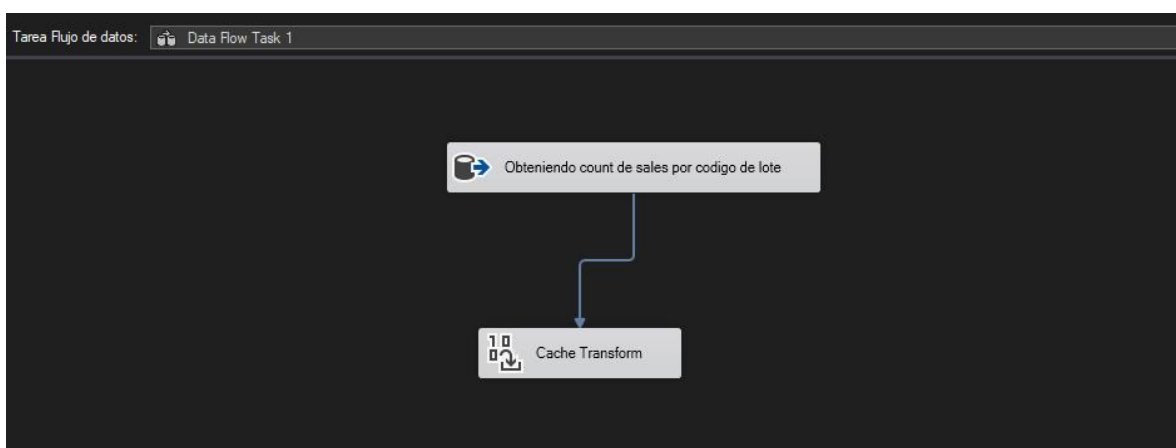 Tarea Flujo de datos: Data Flow Task 1
Obteniendo count de sales por codigo de lote
Cache Transform